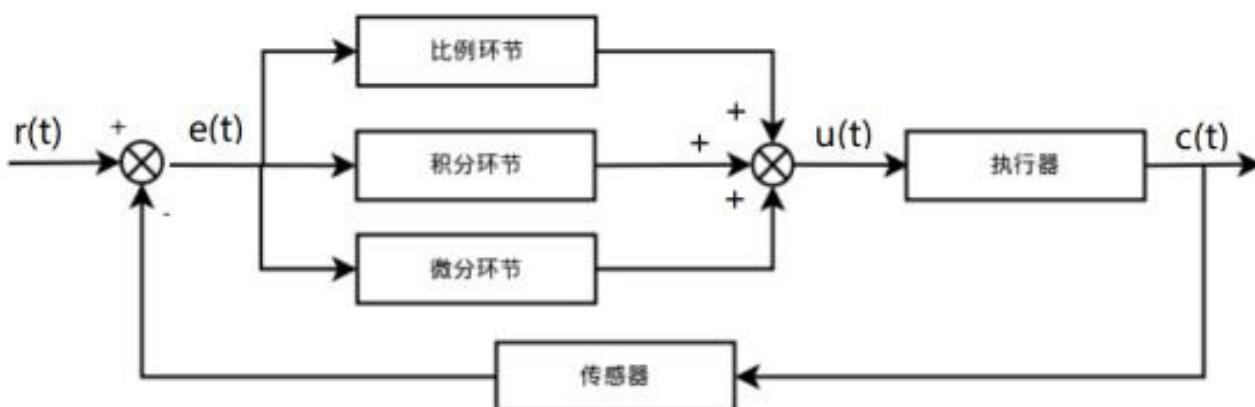 比例环节
r(t)
+
e(t)
积分环节
+
+
+
u(t)
执行器
c(t)
-
微分环节
传感器